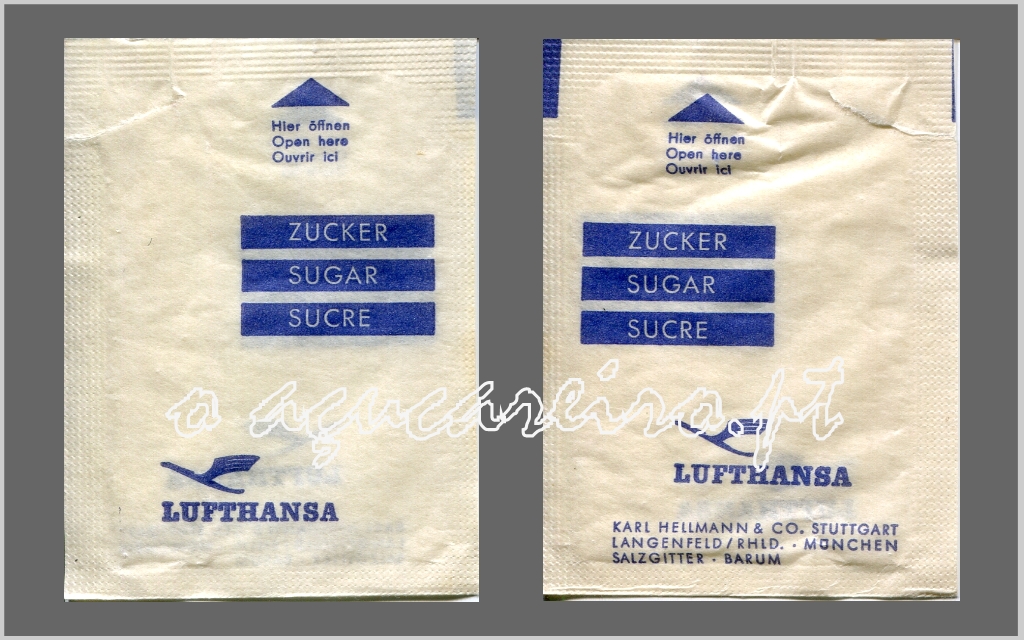 Hier öffnen
Open here
Ouvrir ici
ZUCKER
SUGAR
SUCRE
LUFTHANSA
Hier öffnen
Open here
Ouvrir ici
ZUCKER
SUGAR
SUCRE
o açucareiro.pt
LUFTHANSA
KARL HELLMANN & CO. STUTTGART
LANGENFELD/RHLD. · MÜNCHEN
SALZGITTER · BARUM